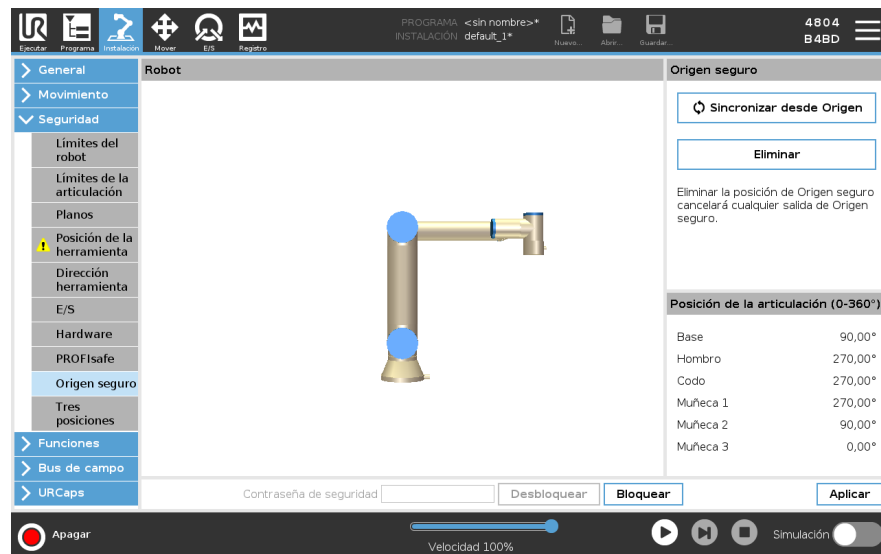 PROGRAMA <sin nombre>*
INSTALACIÓN default_1*
4804
B4BD
Ejecutar Programa Instalación Mover E/S Registro Nuevo... Abrir... Guardar...
General
Movimiento
Seguridad
Límites del
robot
Límites de la
articulación
Planos
Posición de la
herramienta
Dirección
herramienta
E/S
Hardware
PROFIsafe
Origen seguro
Tres
posiciones
Funciones
Bus de campo
URCaps
Robot
Origen seguro
Sincronizar desde Origen
Eliminar
Eliminar la posición de Origen seguro
cancelará cualquier salida de Origen
seguro.
Posición de la articulación (0-360°)
Base 90,00°
Hombro 270,00°
Codo 270,00°
Muñeca 1 270,00°
Muñeca 2 90,00°
Muñeca 3 0,00°
Contraseña de seguridad Desbloquear Bloquear Aplicar
Apagar
Velocidad 100%
Simulación